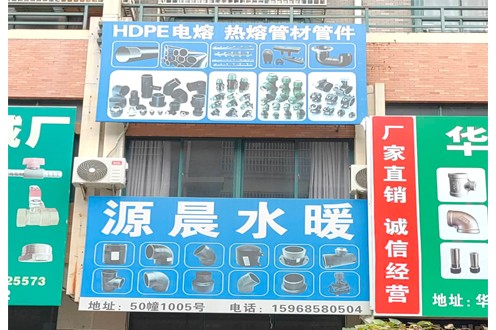 HDPE电熔 热熔管材管件
源晨水暖
地址：50幢1005号 电话：15968580504
厂
25573
2
华
厂家直销 诚信经营
地址：华